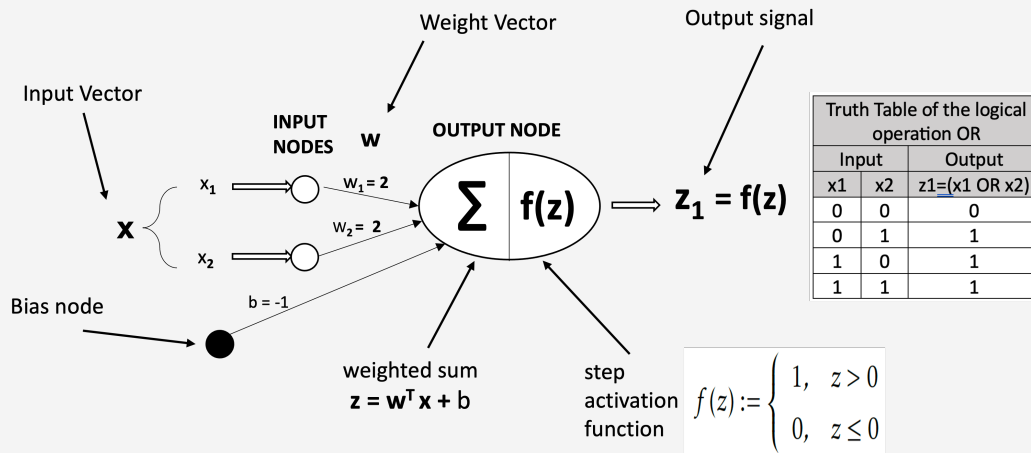 Weight Vector
Output signal
Input Vector
INPUT
NODES
w
OUTPUT NODE
x₁
W₁ = 2
x
x₂
W₂ = 2
Σ
f(z)
z₁ = f(z)
Bias node
b = -1
weighted sum
z = wᵀ x + b
step
activation
function
f(z) := { 1, z > 0
0, z ≤ 0
Truth Table of the logical
operation OR
Input Output
x1 x2 z1=(x1 OR x2)
0 0 0
0 1 1
1 0 1
1 1 1